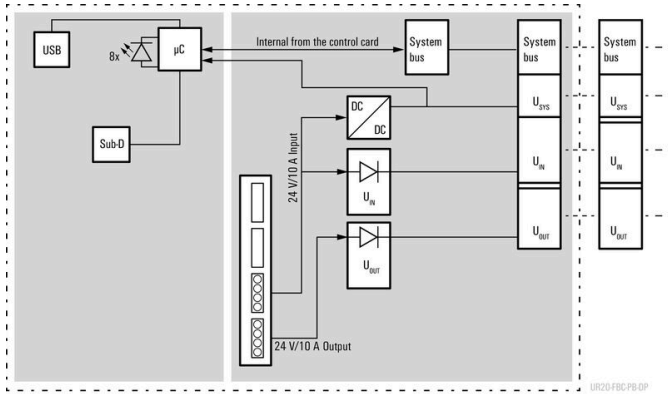 USB
8x
µC
Internal from the control card
System
bus
System
bus
System
bus
Sub-D
DC
DC
U_SYS
U_SYS
24 V/10 A Input
U_IN
U_IN
U_IN
U_OUT
U_OUT
U_OUT
24 V/10 A Output
UR20-FBC-PB-DP